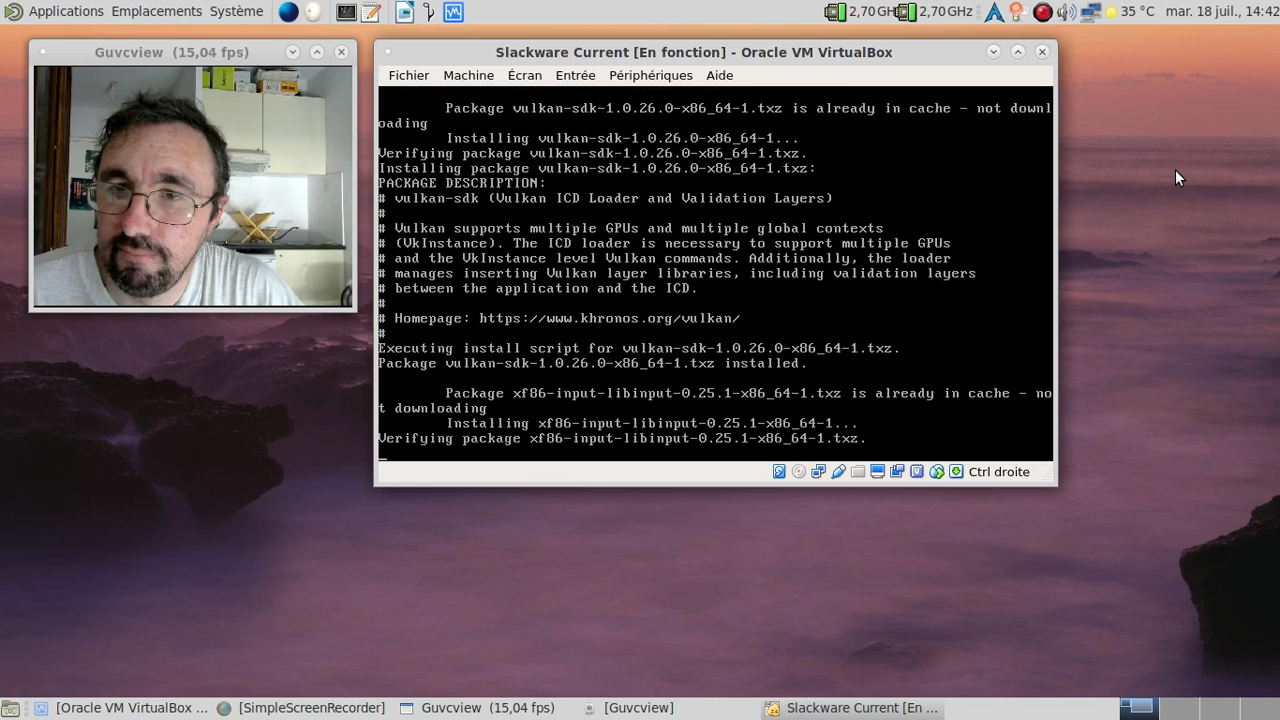 Applications Emplacements Système 2,70 GH 2,70 GHZ 35 °C mar. 18 juil., 14:42
Guvcview (15,04 fps)
Slackware Current [En fonction] - Oracle VM VirtualBox
Fichier Machine Écran Entrée Périphériques Aide
Package vulkan-sdk-1.0.26.0-x86_64-1.txz is already in cache - not downl
oading
Installing vulkan-sdk-1.0.26.0-x86_64-1...
Verifying package vulkan-sdk-1.0.26.0-x86_64-1.txz.
Installing package vulkan-sdk-1.0.26.0-x86_64-1.txz:
PACKAGE DESCRIPTION:
# vulkan-sdk (Vulkan ICD Loader and Validation Layers)
#
# Vulkan supports multiple GPUs and multiple global contexts
# (VkInstance). The ICD loader is necessary to support multiple GPUs
# and the VkInstance level Vulkan commands. Additionally, the loader
# manages inserting Vulkan layer libraries, including validation layers
# between the application and the ICD.
#
# Homepage: https://www.khronos.org/vulkan/
#
Executing install script for vulkan-sdk-1.0.26.0-x86_64-1.txz.
Package vulkan-sdk-1.0.26.0-x86_64-1.txz installed.
Package xf86-input-libinput-0.25.1-x86_64-1.txz is already in cache - no
t downloading
Installing xf86-input-libinput-0.25.1-x86_64-1...
Verifying package xf86-input-libinput-0.25.1-x86_64-1.txz.
_
Ctrl droite
[Oracle VM VirtualBox ... [SimpleScreenRecorder] Guvcview (15,04 fps) [Guvcview] Slackware Current [En ...